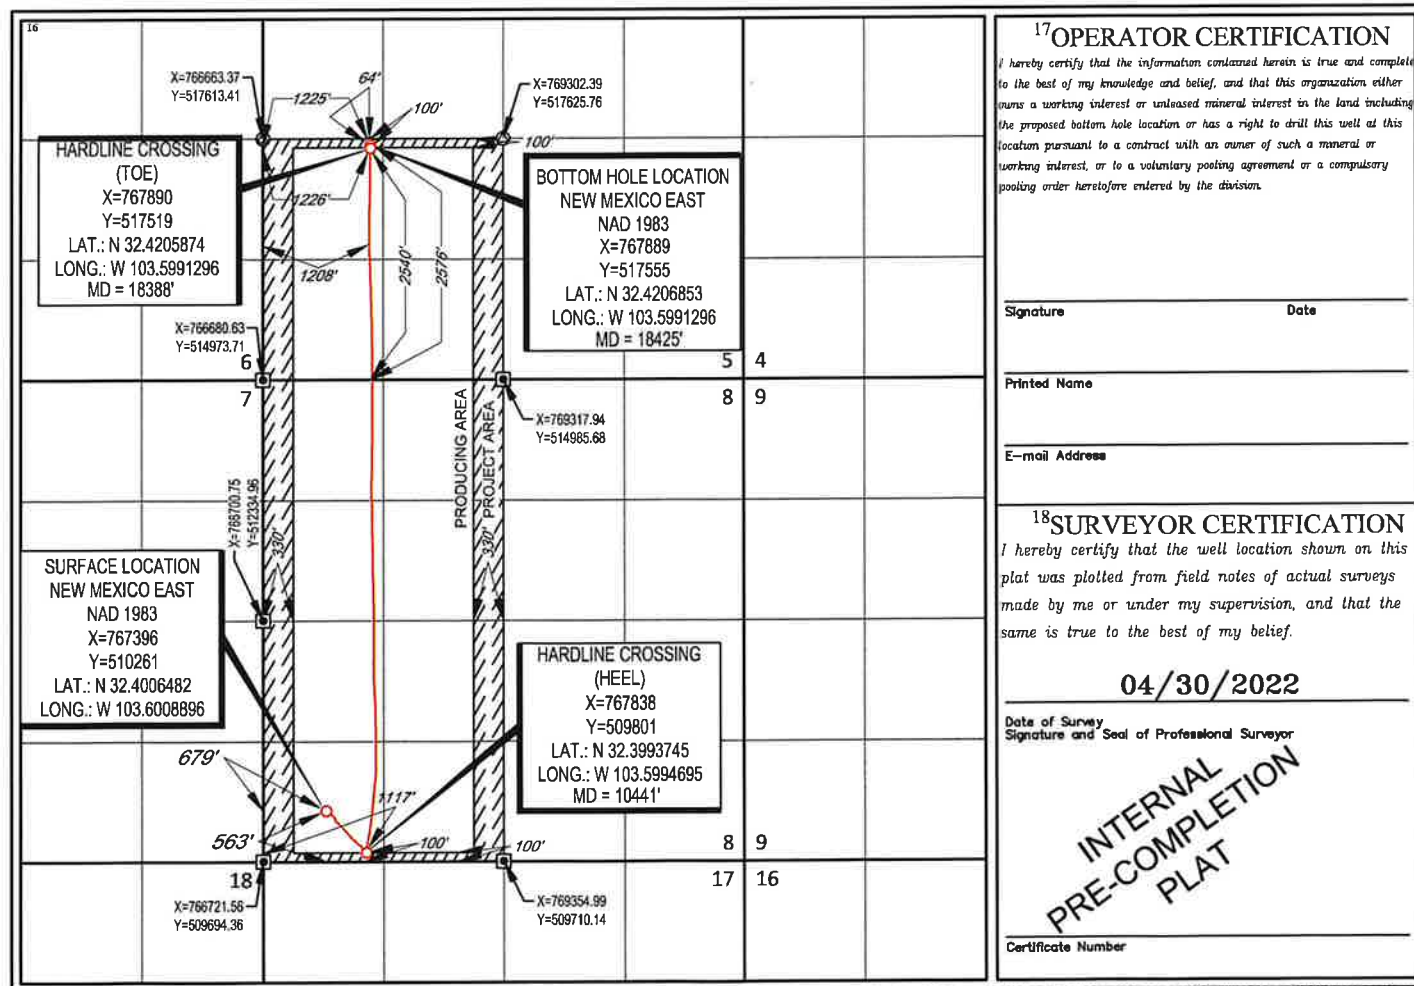 16
X=766663.37
Y=517613.41
64'
1225'
100'
X=769302.39
Y=517625.76
100'
HARDLINE CROSSING
(TOE)
X=767890
Y=517519
LAT.: N 32.4205874
LONG.: W 103.5991296
MD = 18388'
1226'
1208'
2540'
2576'
BOTTOM HOLE LOCATION
NEW MEXICO EAST
NAD 1983
X=767889
Y=517555
LAT.: N 32.4206853
LONG.: W 103.5991296
MD = 18425'
X=766680.63
Y=514973.71
6
7
5 4
8 9
X=769317.94
Y=514985.68
PRODUCING AREA
PROJECT AREA
X=766700.75
Y=512334.96
330'
330'
SURFACE LOCATION
NEW MEXICO EAST
NAD 1983
X=767396
Y=510261
LAT.: N 32.4006482
LONG.: W 103.6008896
HARDLINE CROSSING
(HEEL)
X=767838
Y=509801
LAT.: N 32.3993745
LONG.: W 103.5994695
MD = 10441'
679'
1117'
563'
100'
100'
8 9
18
17 16
X=766721.56
Y=509694.36
X=769354.99
Y=509710.14
17OPERATOR CERTIFICATION
I hereby certify that the information contained herein is true and complete
to the best of my knowledge and belief, and that this organization either
owns a working interest or unleased mineral interest in the land including
the proposed bottom hole location or has a right to drill this well at this
location pursuant to a contract with an owner of such a mineral or
working interest, or to a voluntary pooling agreement or a compulsory
pooling order heretofore entered by the division.
Signature Date
Printed Name
E-mail Address
18SURVEYOR CERTIFICATION
I hereby certify that the well location shown on this
plat was plotted from field notes of actual surveys
made by me or under my supervision, and that the
same is true to the best of my belief.
04/30/2022
Date of Survey
Signature and Seal of Professional Surveyor
INTERNAL
PRE-COMPLETION
PLAT
Certificate Number